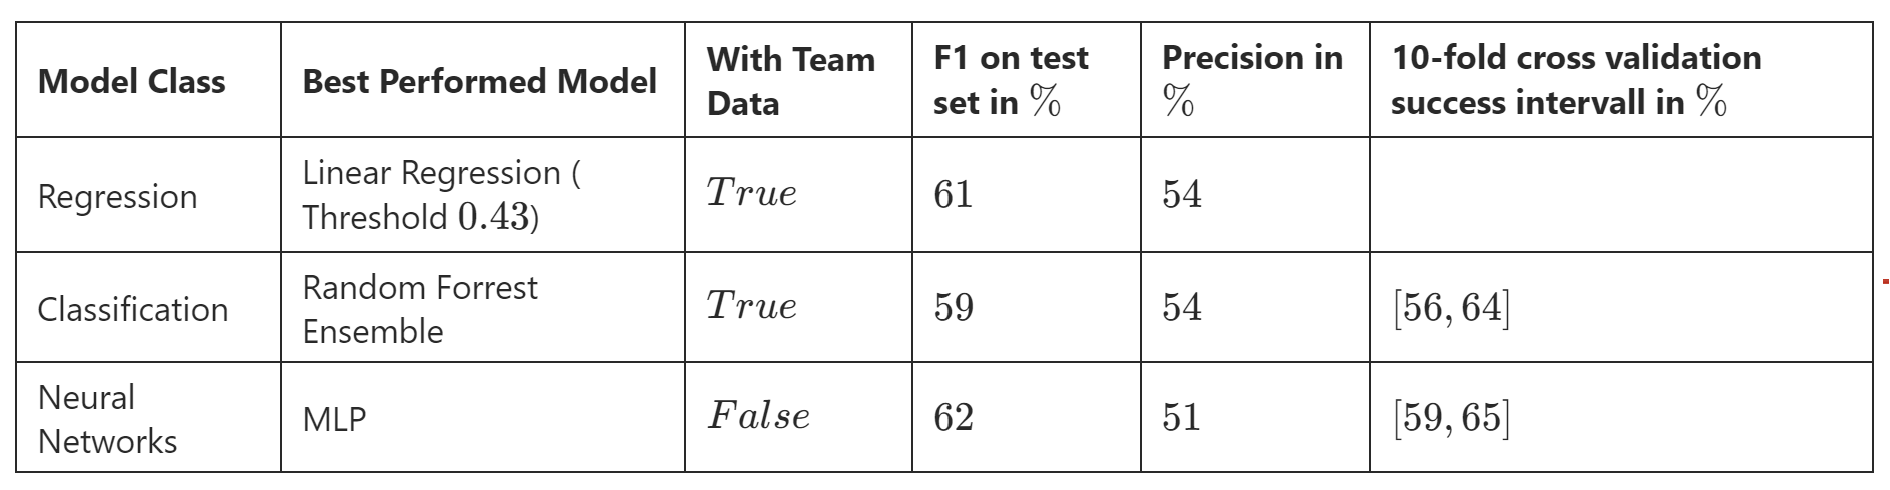 Model Class
Best Performed Model
With Team
Data
F1 on test
set in %
Precision in
%
10-fold cross validation
success intervall in %
Regression
Linear Regression (
Threshold 0.43)
True
61
54
Classification
Random Forrest
Ensemble
True
59
54
[56, 64]
Neural
Networks
MLP
False
62
51
[59, 65]